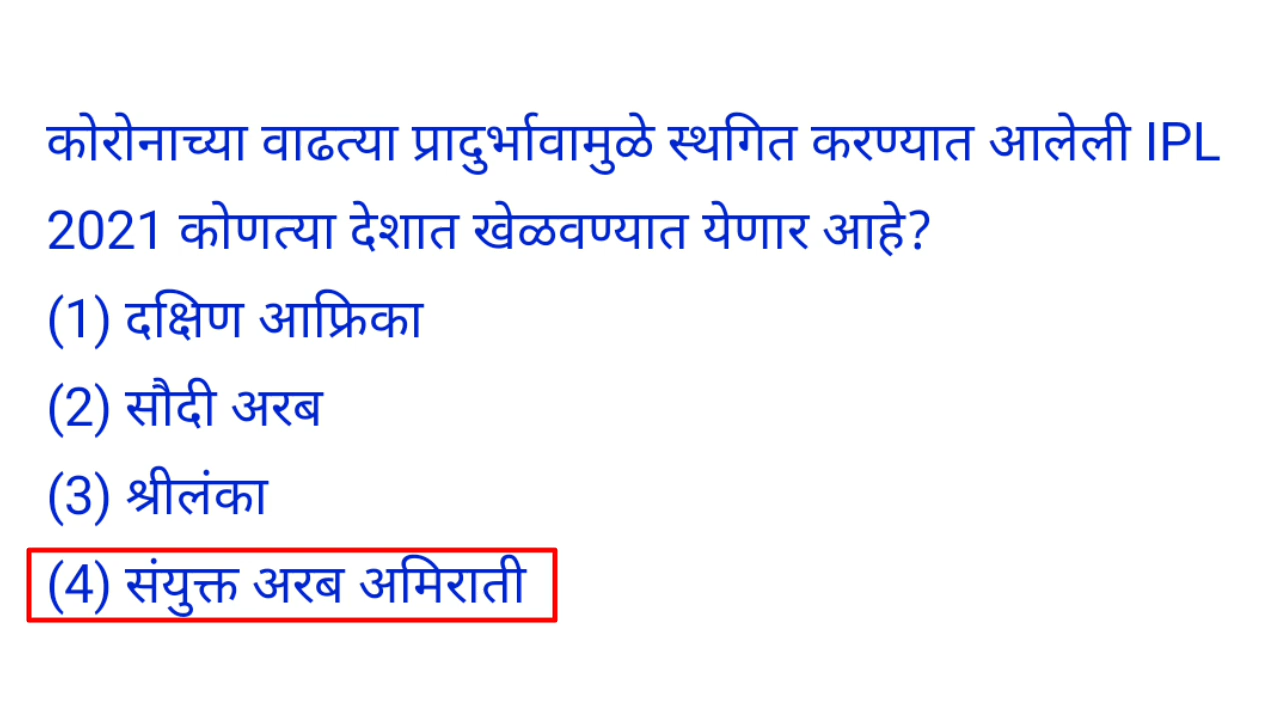 कोरोनाच्या वाढत्या प्रादुर्भावामुळे स्थगित करण्यात आलेली IPL
2021 कोणत्या देशात खेळवण्यात येणार आहे?
(1) दक्षिण आफ्रिका
(2) सौदी अरब
(3) श्रीलंका
(4) संयुक्त अरब अमिराती